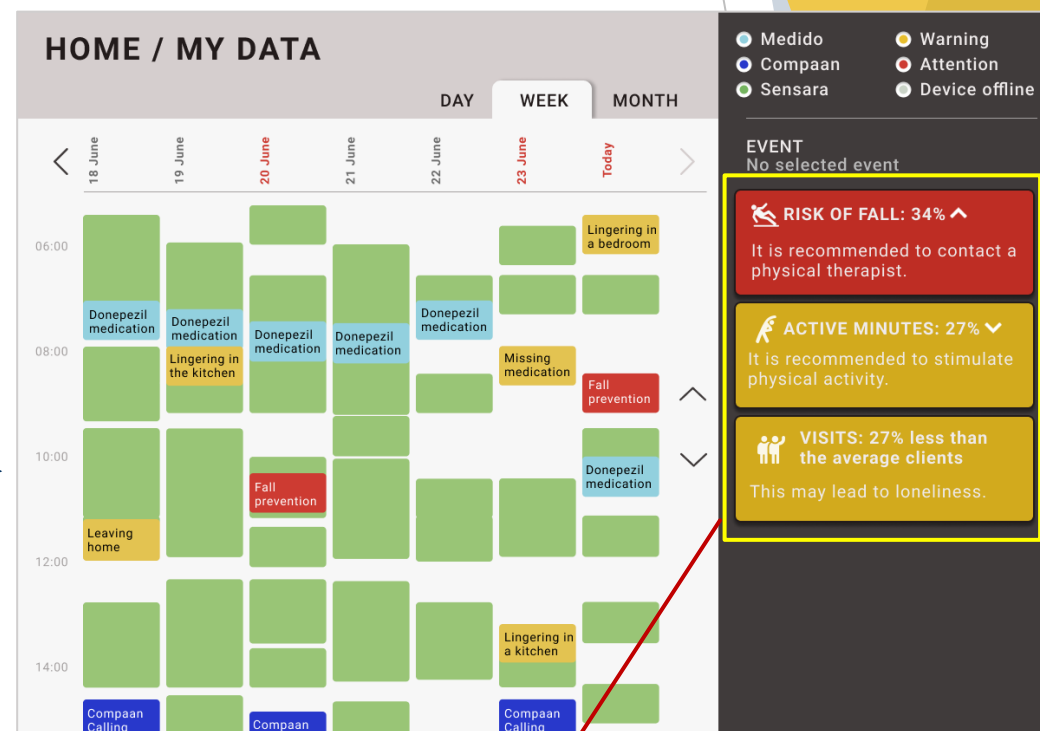 HOME / MY DATA
DAY
WEEK
MONTH
18 June
19 June
20 June
21 June
22 June
23 June
Today
06:00
08:00
10:00
12:00
14:00
Donepezil
medication
Leaving
home
Compaan
Calling
Donepezil
medication
Lingering in
the kitchen
Donepezil
medication
Fall
prevention
Compaan
Donepezil
medication
Donepezil
medication
Missing
medication
Lingering in
a kitchen
Compaan
Calling
Lingering in
a bedroom
Fall
prevention
Donepezil
medication
Medido
Warning
Compaan
Attention
Sensara
Device offline
EVENT
No selected event
RISK OF FALL: 34%
It is recommended to contact a
physical therapist.
ACTIVE MINUTES: 27%
It is recommended to stimulate
physical activity.
VISITS: 27% less than
the average clients
This may lead to loneliness.